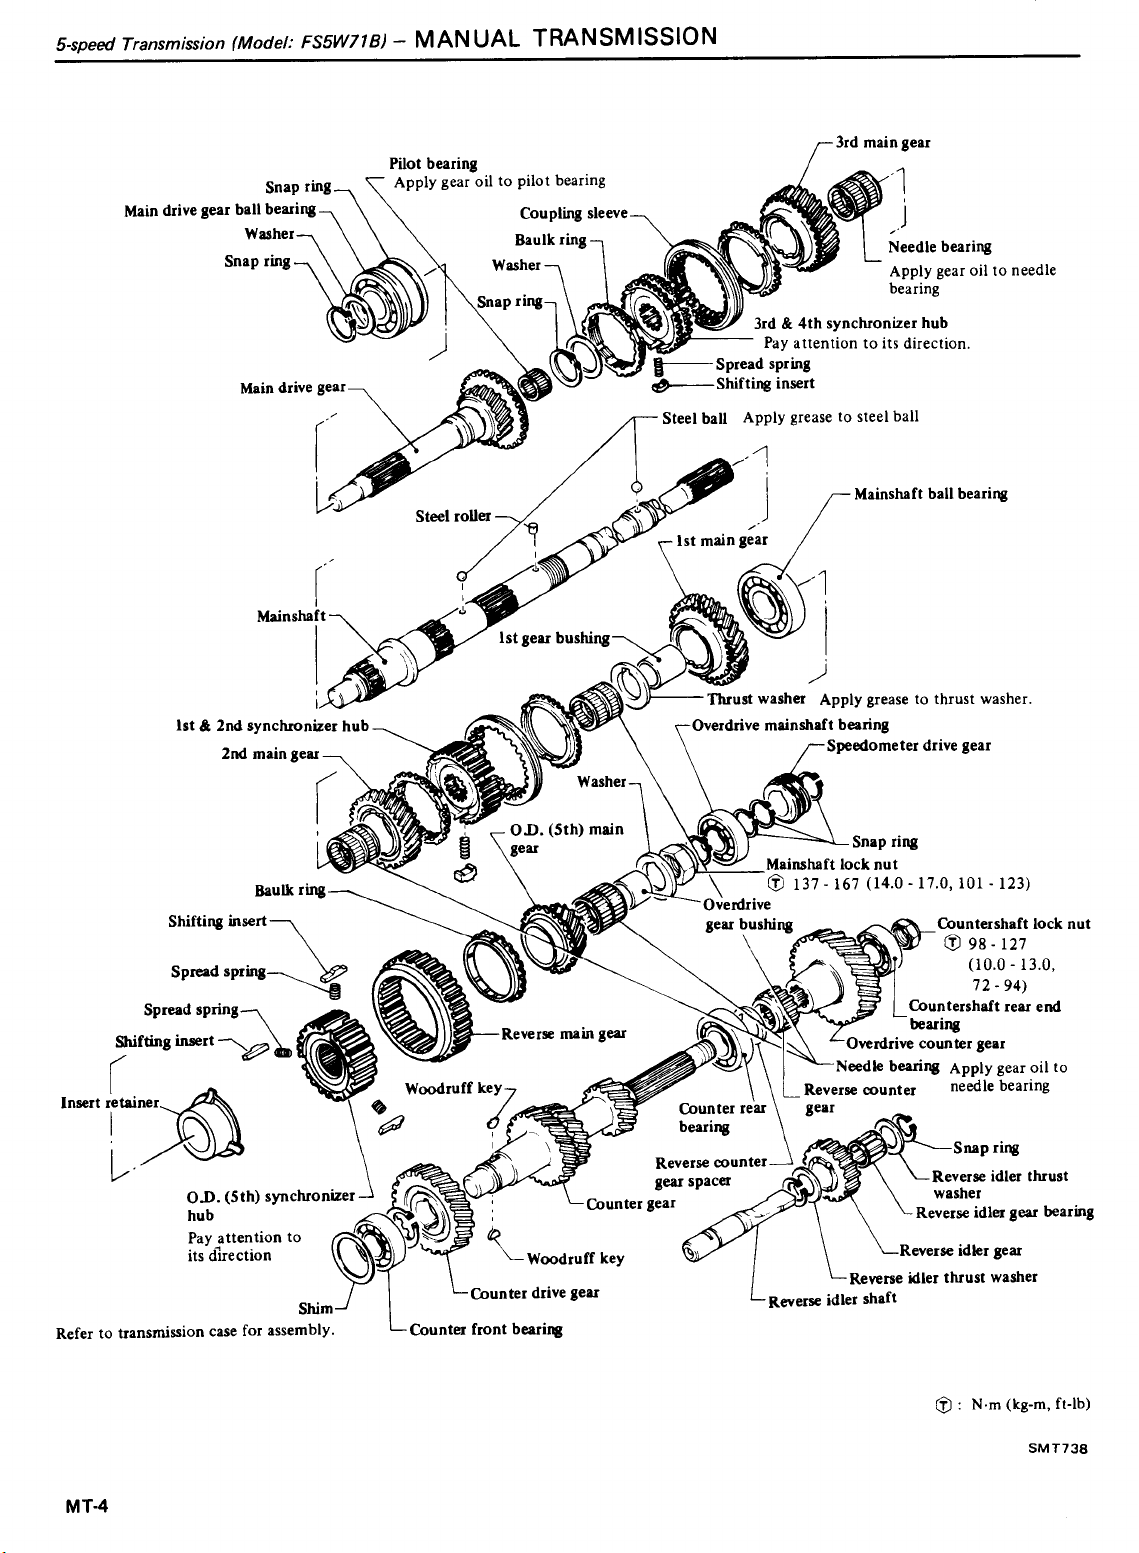 5-speed Transmission (Model: FS5W71B) – MANUAL TRANSMISSION
3rd main gear
Pilot bearing
Apply gear oil to pilot bearing
Snap ring
Main drive gear ball bearing
Coupling sleeve
Washer
Baulk ring
Needle bearing
Snap ring
Washer
Apply gear oil to needle
bearing
Snap ring
3rd & 4th synchronizer hub
Pay attention to its direction.
Spread spring
Main drive gear
Shifting insert
Steel ball Apply grease to steel ball
Mainshaft ball bearing
Steel roller
1st main gear
Mainshaft
1st gear bushing
Thrust washer Apply grease to thrust washer.
1st & 2nd synchronizer hub
Overdrive mainshaft bearing
2nd main gear
Speedometer drive gear
Washer
O.D. (5th) main
gear
Snap ring
Mainshaft lock nut
Ⓣ 137 - 167 (14.0 - 17.0, 101 - 123)
Baulk ring
Overdrive
gear bushing
Shifting insert
Countershaft lock nut
Ⓣ 98 - 127
(10.0 - 13.0,
72 - 94)
Spread spring
Spread spring
Countershaft rear end
bearing
Shifting insert
Reverse main gear
Overdrive counter gear
Needle bearing Apply gear oil to
needle bearing
Woodruff key
Reverse counter
gear
Insert retainer
Counter rear
bearing
Snap ring
Reverse counter
gear spacer
Reverse idler thrust
washer
O.D. (5th) synchronizer
hub
Counter gear
Reverse idler gear bearing
Pay attention to
its direction
Reverse idler gear
Woodruff key
Reverse idler thrust washer
Counter drive gear
Reverse idler shaft
Shim
Refer to transmission case for assembly.
Counter front bearing
Ⓣ : N·m (kg-m, ft-lb)
SMT738
MT-4